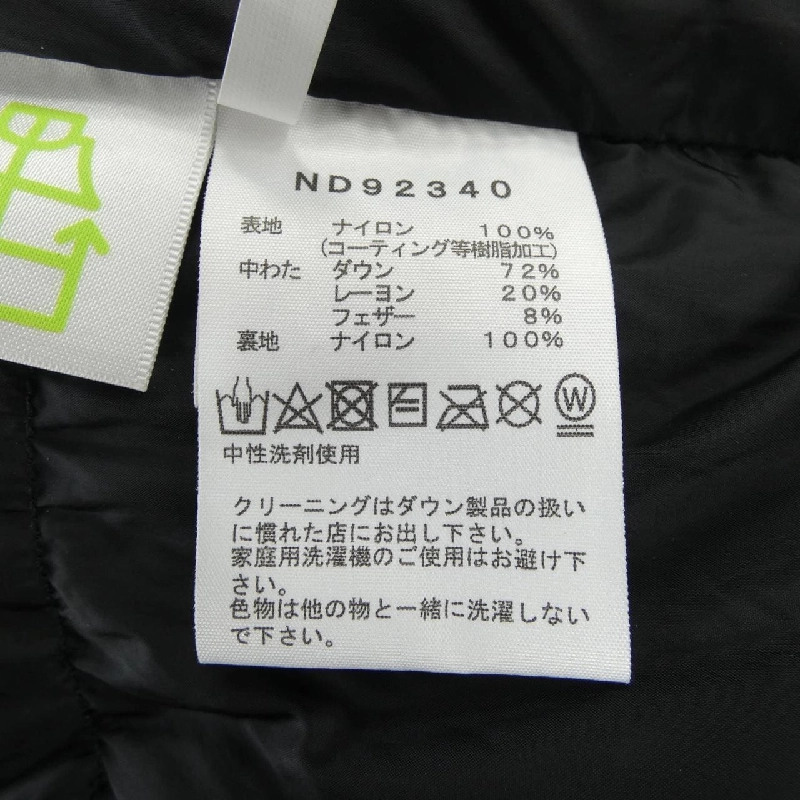 ND92340
表地 ナイロン 100%
(コーティング等樹脂加工)
中わた ダウン 72%
レーヨン 20%
フェザー 8%
裏地 ナイロン 100%
W
中性洗剤使用
クリーニングはダウン製品の扱い
に慣れた店にお出し下さい。
家庭用洗濯機のご使用はお避け下
さい。
色物は他の物と一緒に洗濯しない
で下さい。